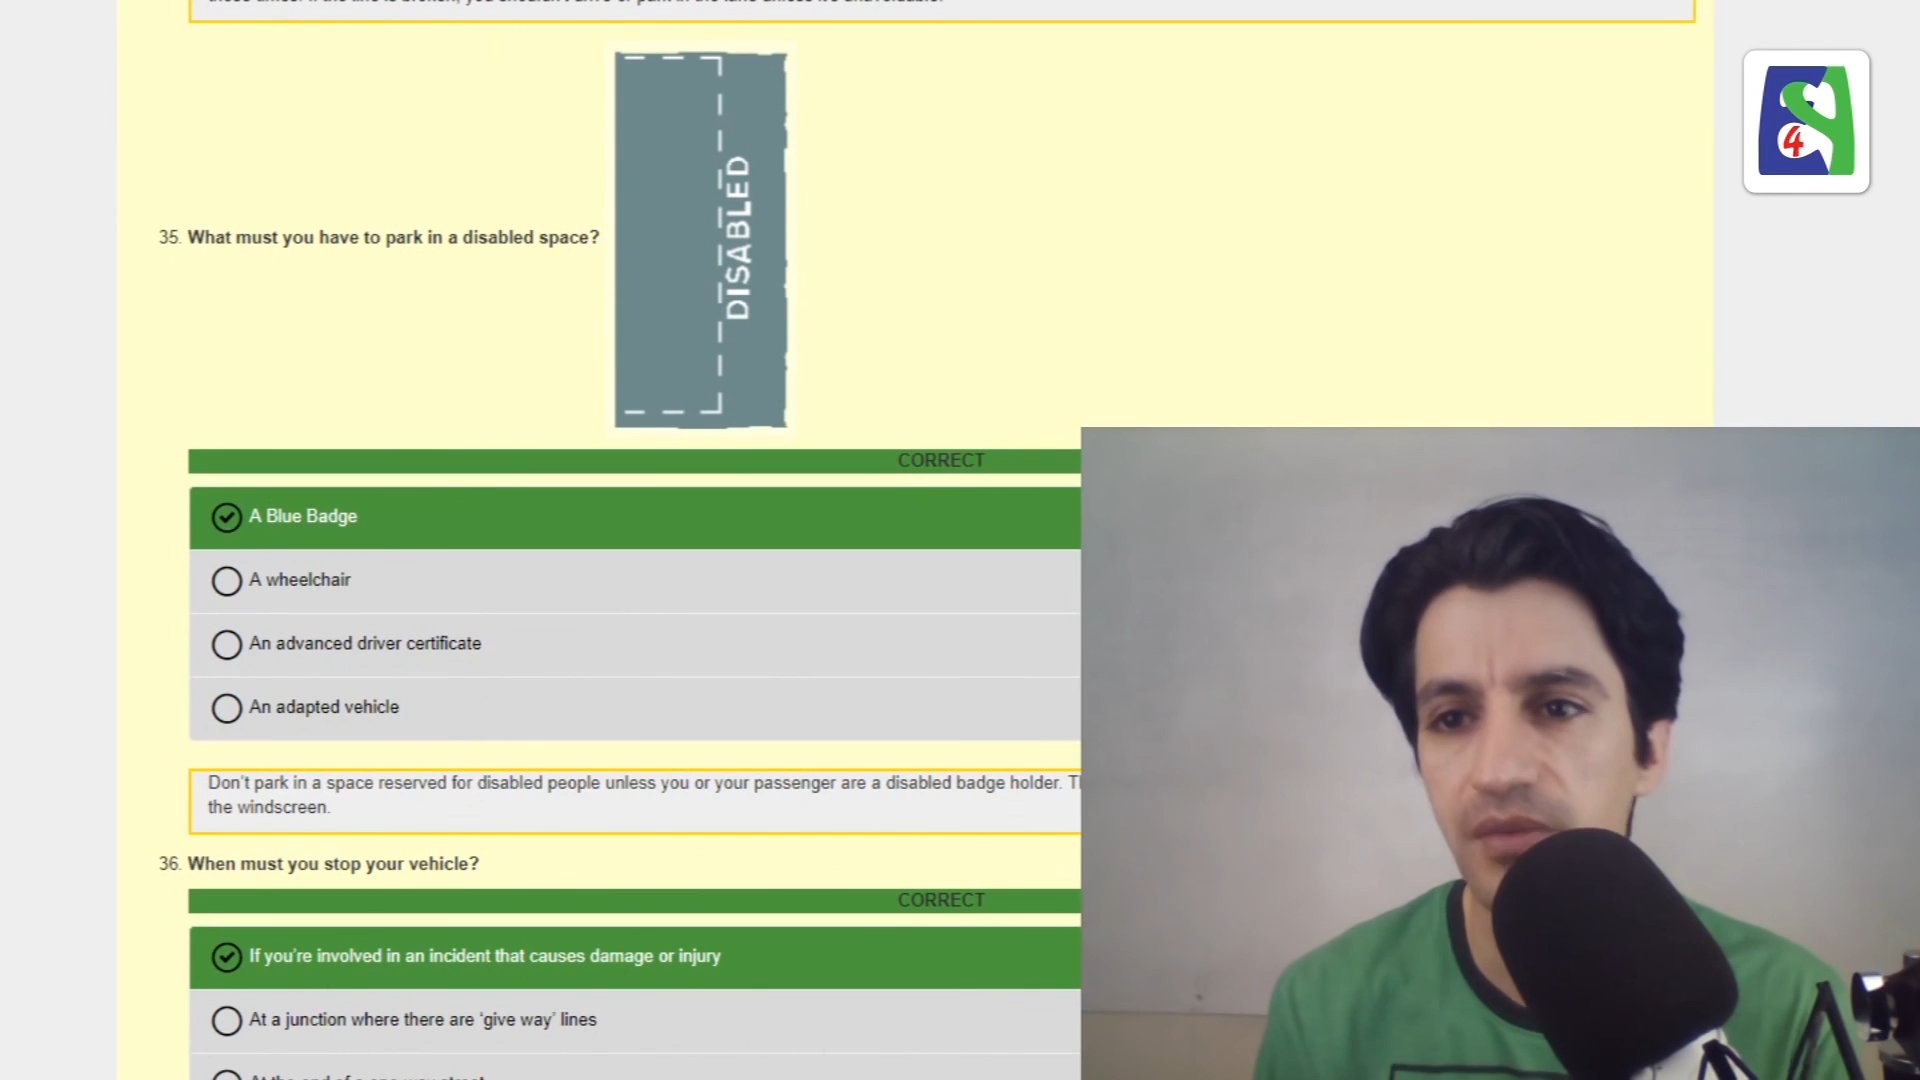 35. What must you have to park in a disabled space?
DISABLED
CORRECT
A Blue Badge
A wheelchair
An advanced driver certificate
An adapted vehicle
Don't park in a space reserved for disabled people unless you or your passenger are a disabled badge holder.
the windscreen.
36. When must you stop your vehicle?
CORRECT
If you're involved in an incident that causes damage or injury
At a junction where there are ‘give way’ lines
4